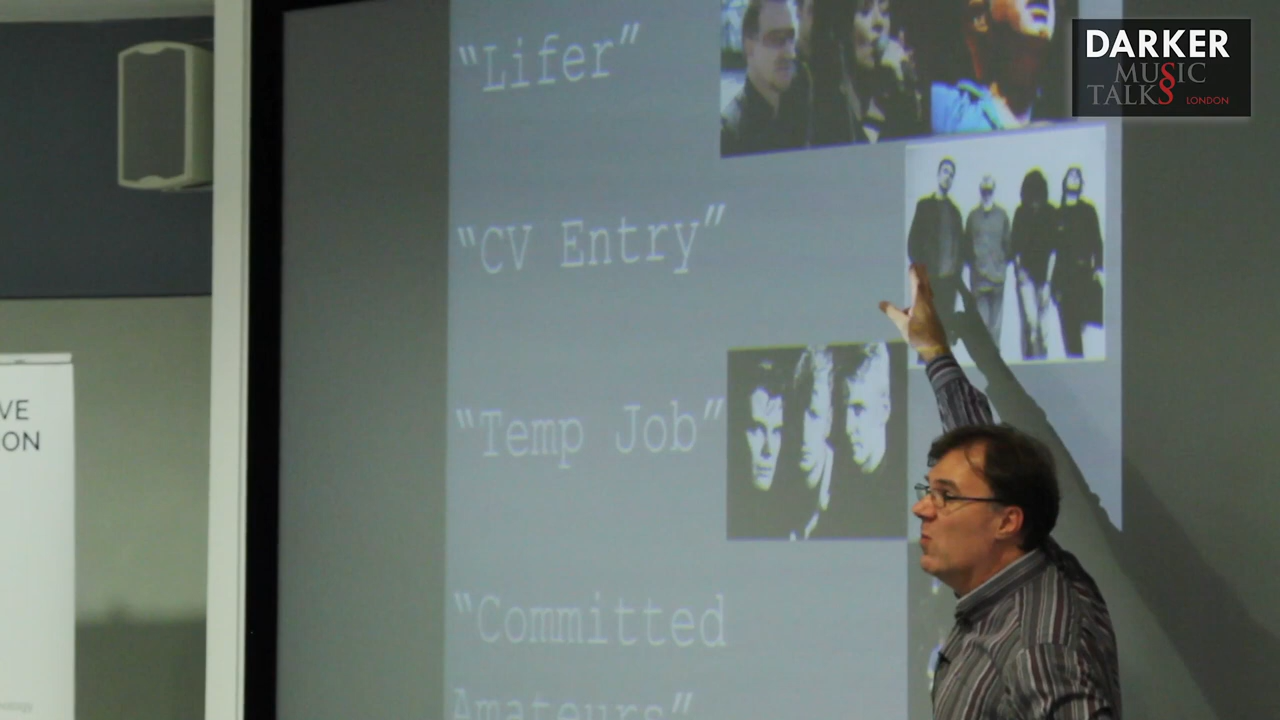 “Lifer”
DARKER
MUSIC
TALKS LONDON
“CV Entry”
VE
ON
“Temp Job”
“Committed
Amateurs”